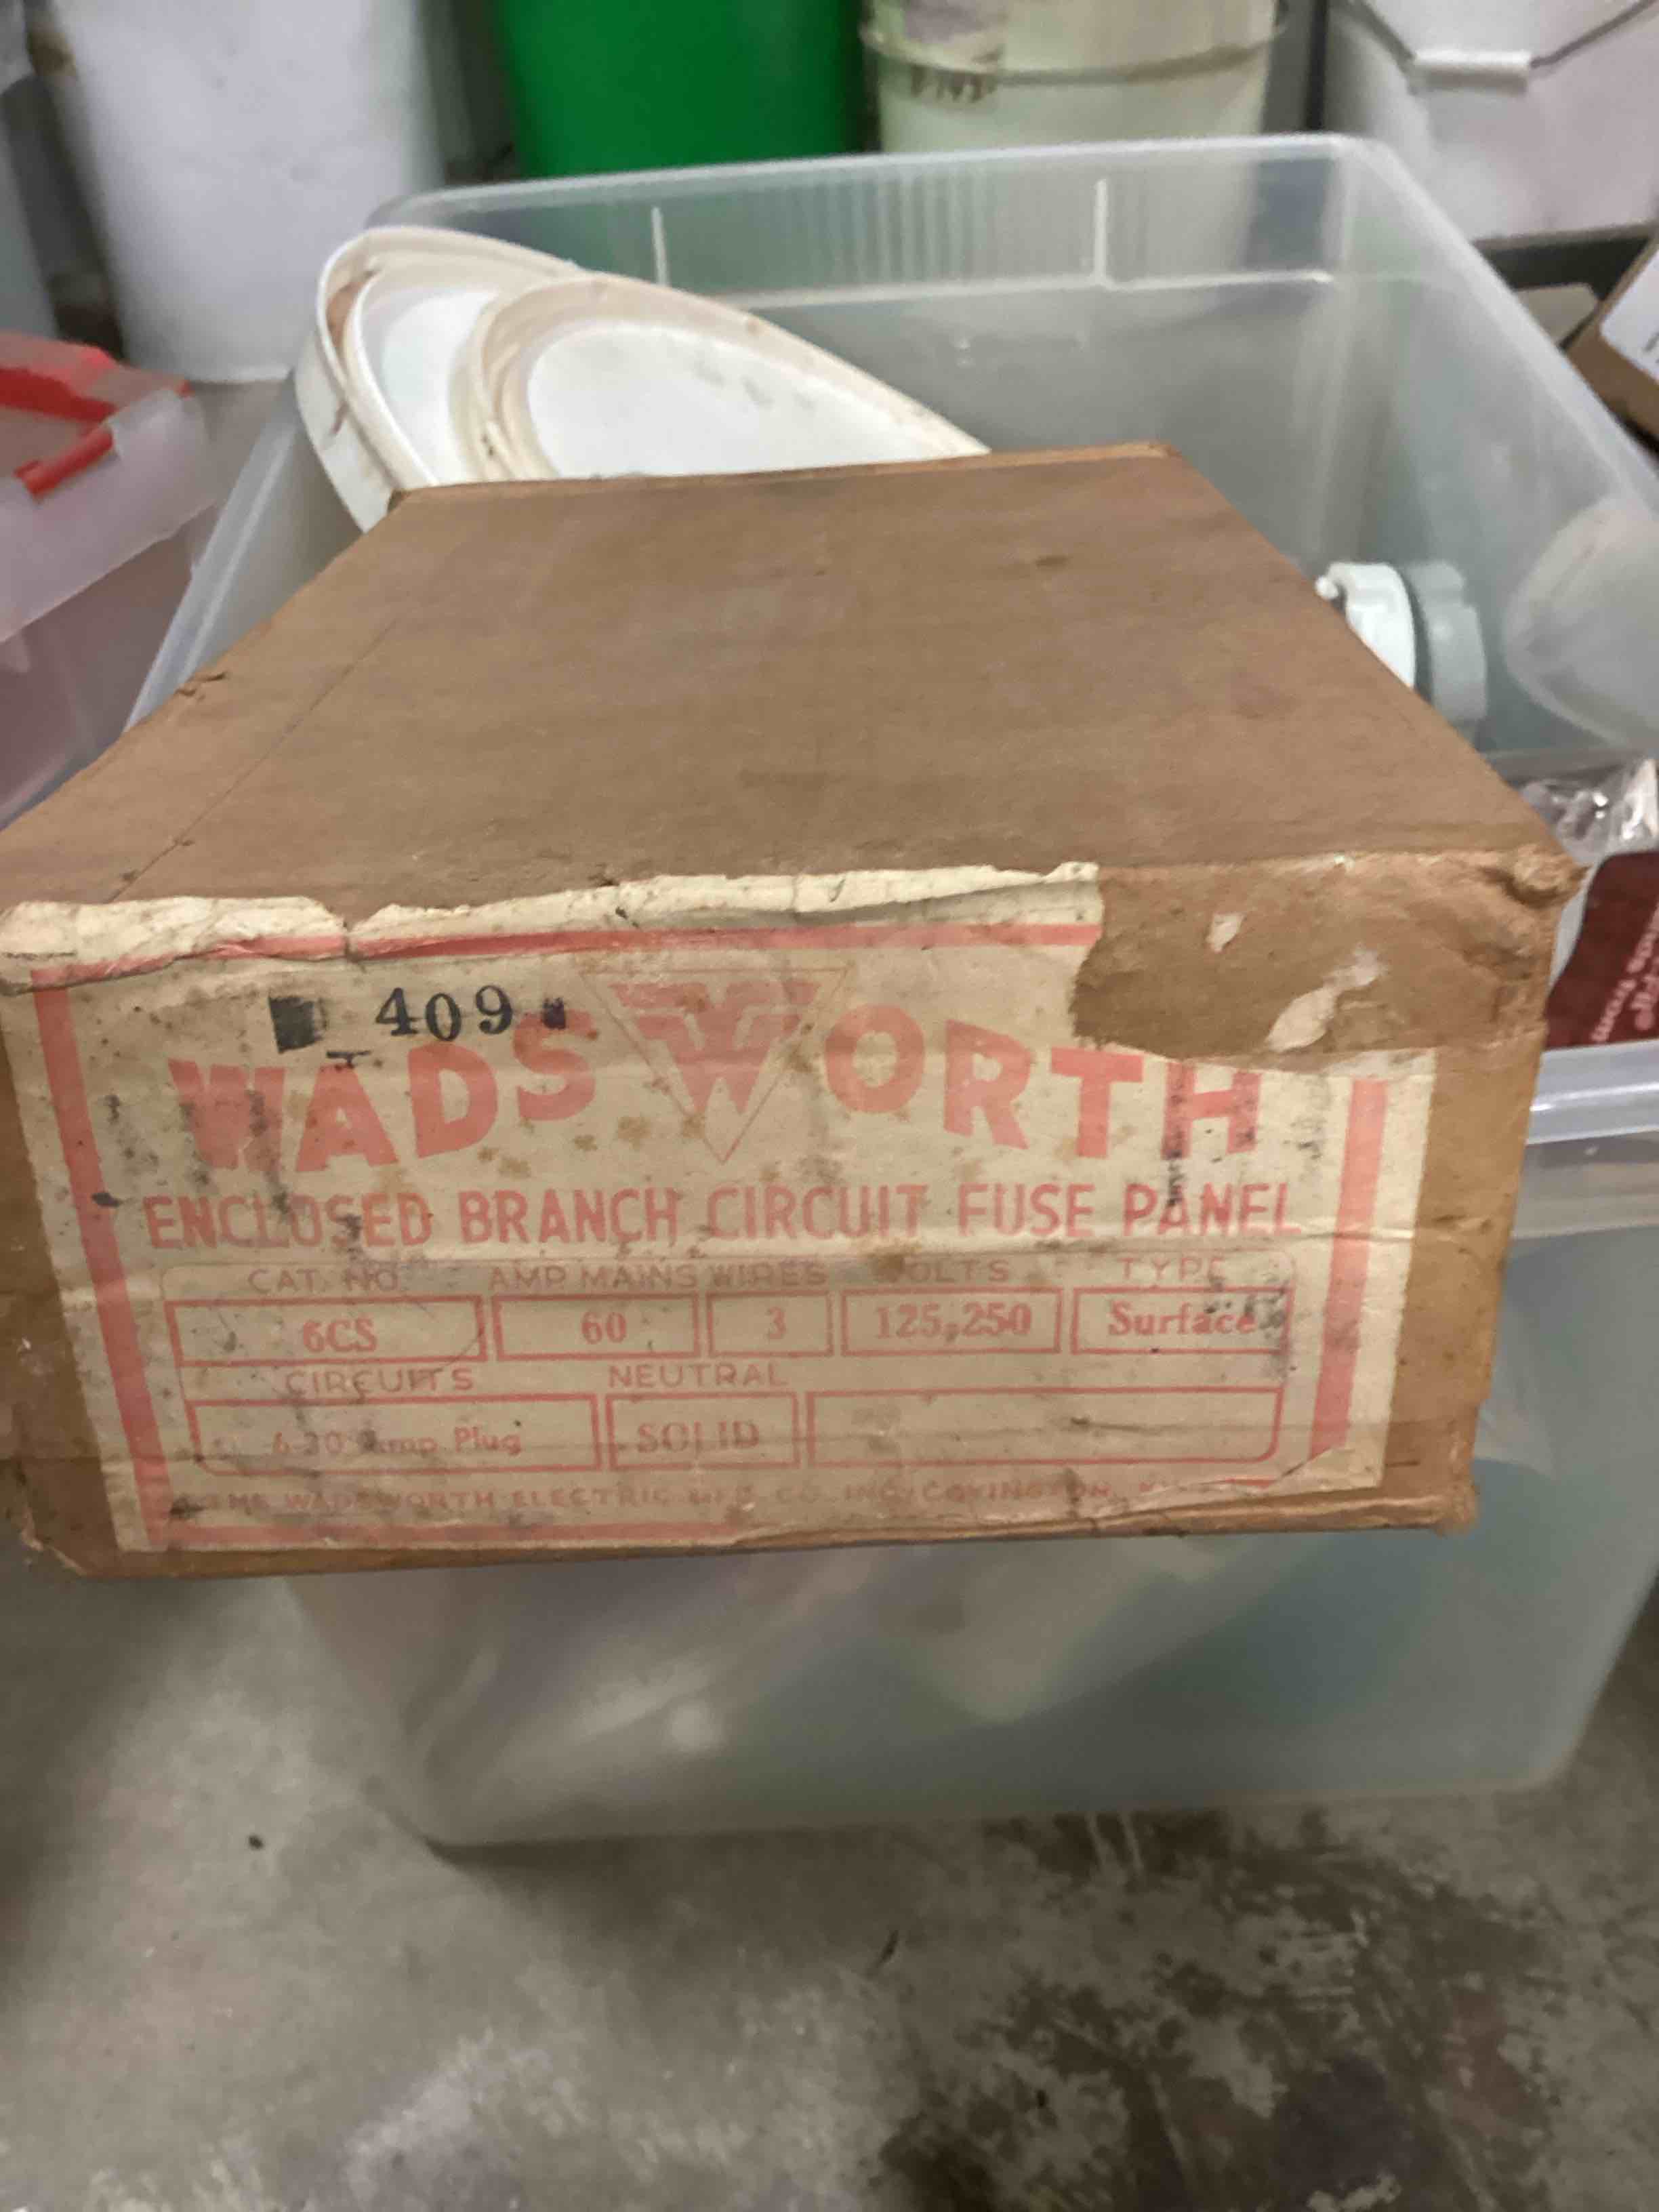 409
WADSWORTH
ENCLOSED BRANCH CIRCUIT FUSE PANEL
CAT. NO. AMP MAINS WIRES VOLTS TYPE
6CS 60 3 125,250 Surface
CIRCUITS NEUTRAL
6-30 Amp Plug SOLID
THE WADSWORTH ELECTRIC MFG. CO. INC. COVINGTON,